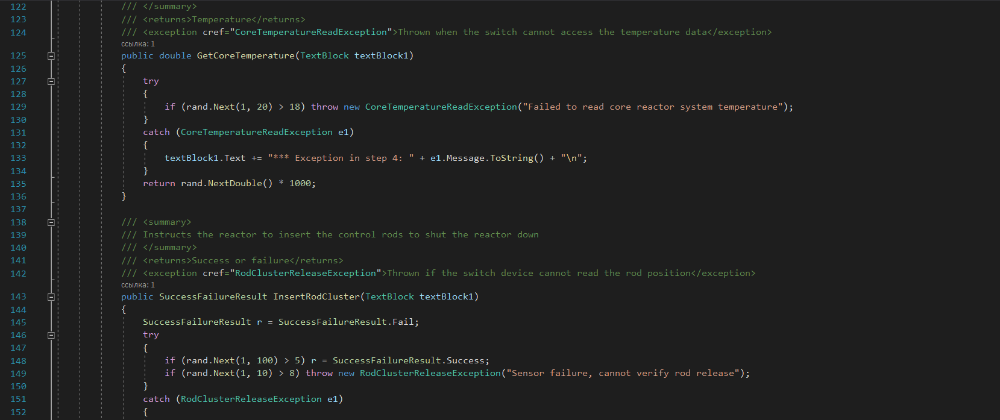 122 /// </summary>
123 /// <returns>Temperature</returns>
124 /// <exception cref="CoreTemperatureReadException">Thrown when the switch cannot access the temperature data</exception>
ссылка: 1
125 public double GetCoreTemperature(TextBlock textBlock1)
126 {
127 try
128 {
129 if (rand.Next(1, 20) > 18) throw new CoreTemperatureReadException("Failed to read core reactor system temperature");
130 }
131 catch (CoreTemperatureReadException e1)
132 {
133 textBlock1.Text += "*** Exception in step 4: " + e1.Message.ToString() + "\n";
134 }
135 return rand.NextDouble() * 1000;
136 }
137
138 /// <summary>
139 /// Instructs the reactor to insert the control rods to shut the reactor down
140 /// </summary>
141 /// <returns>Success or failure</returns>
142 /// <exception cref="RodClusterReleaseException">Thrown if the switch device cannot read the rod position</exception>
ссылка: 1
143 public SuccessFailureResult InsertRodCluster(TextBlock textBlock1)
144 {
145 SuccessFailureResult r = SuccessFailureResult.Fail;
146 try
147 {
148 if (rand.Next(1, 100) > 5) r = SuccessFailureResult.Success;
149 if (rand.Next(1, 10) > 8) throw new RodClusterReleaseException("Sensor failure, cannot verify rod release");
150 }
151 catch (RodClusterReleaseException e1)
152 {